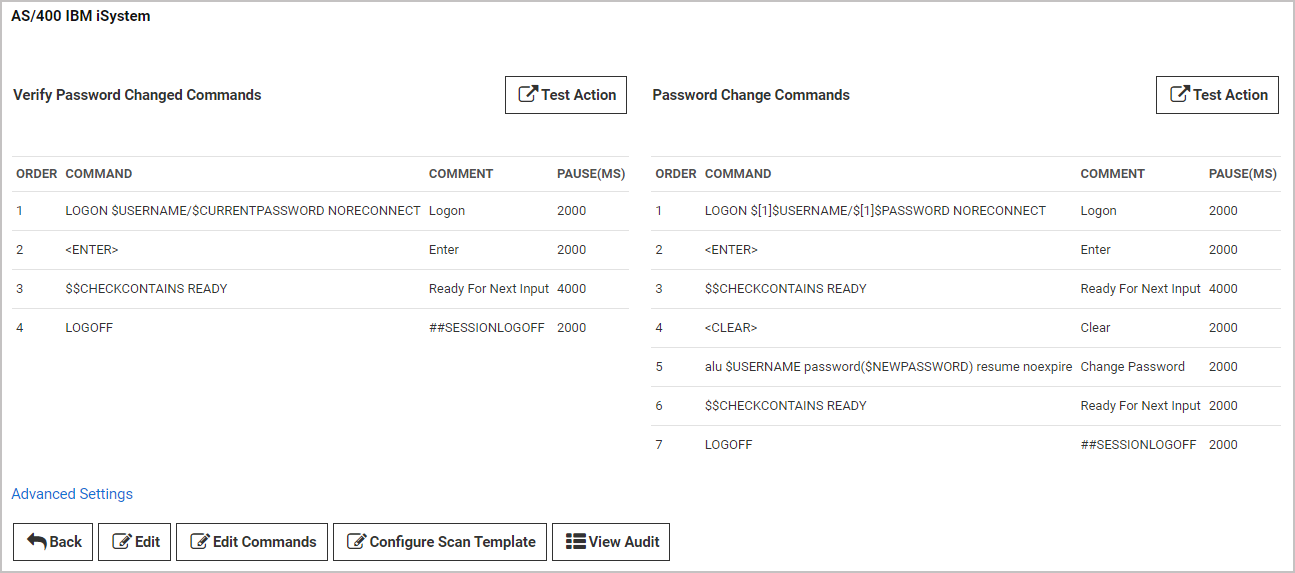 AS/400 IBM iSystem
Verify Password Changed Commands
Test Action
ORDER COMMAND COMMENT PAUSE(MS)
1 LOGON $USERNAME/$CURRENTPASSWORD NORECONNECT Logon 2000
2 <ENTER> Enter 2000
3 $$CHECKCONTAINS READY Ready For Next Input 4000
4 LOGOFF ##SESSIONLOGOFF 2000
Password Change Commands
Test Action
ORDER COMMAND COMMENT PAUSE(MS)
1 LOGON $[1]$USERNAME/$[1]$PASSWORD NORECONNECT Logon 2000
2 <ENTER> Enter 2000
3 $$CHECKCONTAINS READY Ready For Next Input 4000
4 <CLEAR> Clear 2000
5 alu $USERNAME password($NEWPASSWORD) resume noexpire Change Password 2000
6 $$CHECKCONTAINS READY Ready For Next Input 2000
7 LOGOFF ##SESSIONLOGOFF 2000
Advanced Settings
Back Edit Edit Commands Configure Scan Template View Audit